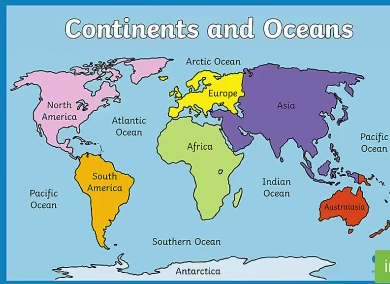 Continents and Oceans
Arctic Ocean
North
America
Europe
Asia
Atlantic
Ocean
Pacific
Ocean
Africa
South
America
Indian
Ocean
Pacific
Ocean
Australasia
Southern Ocean
Antarctica